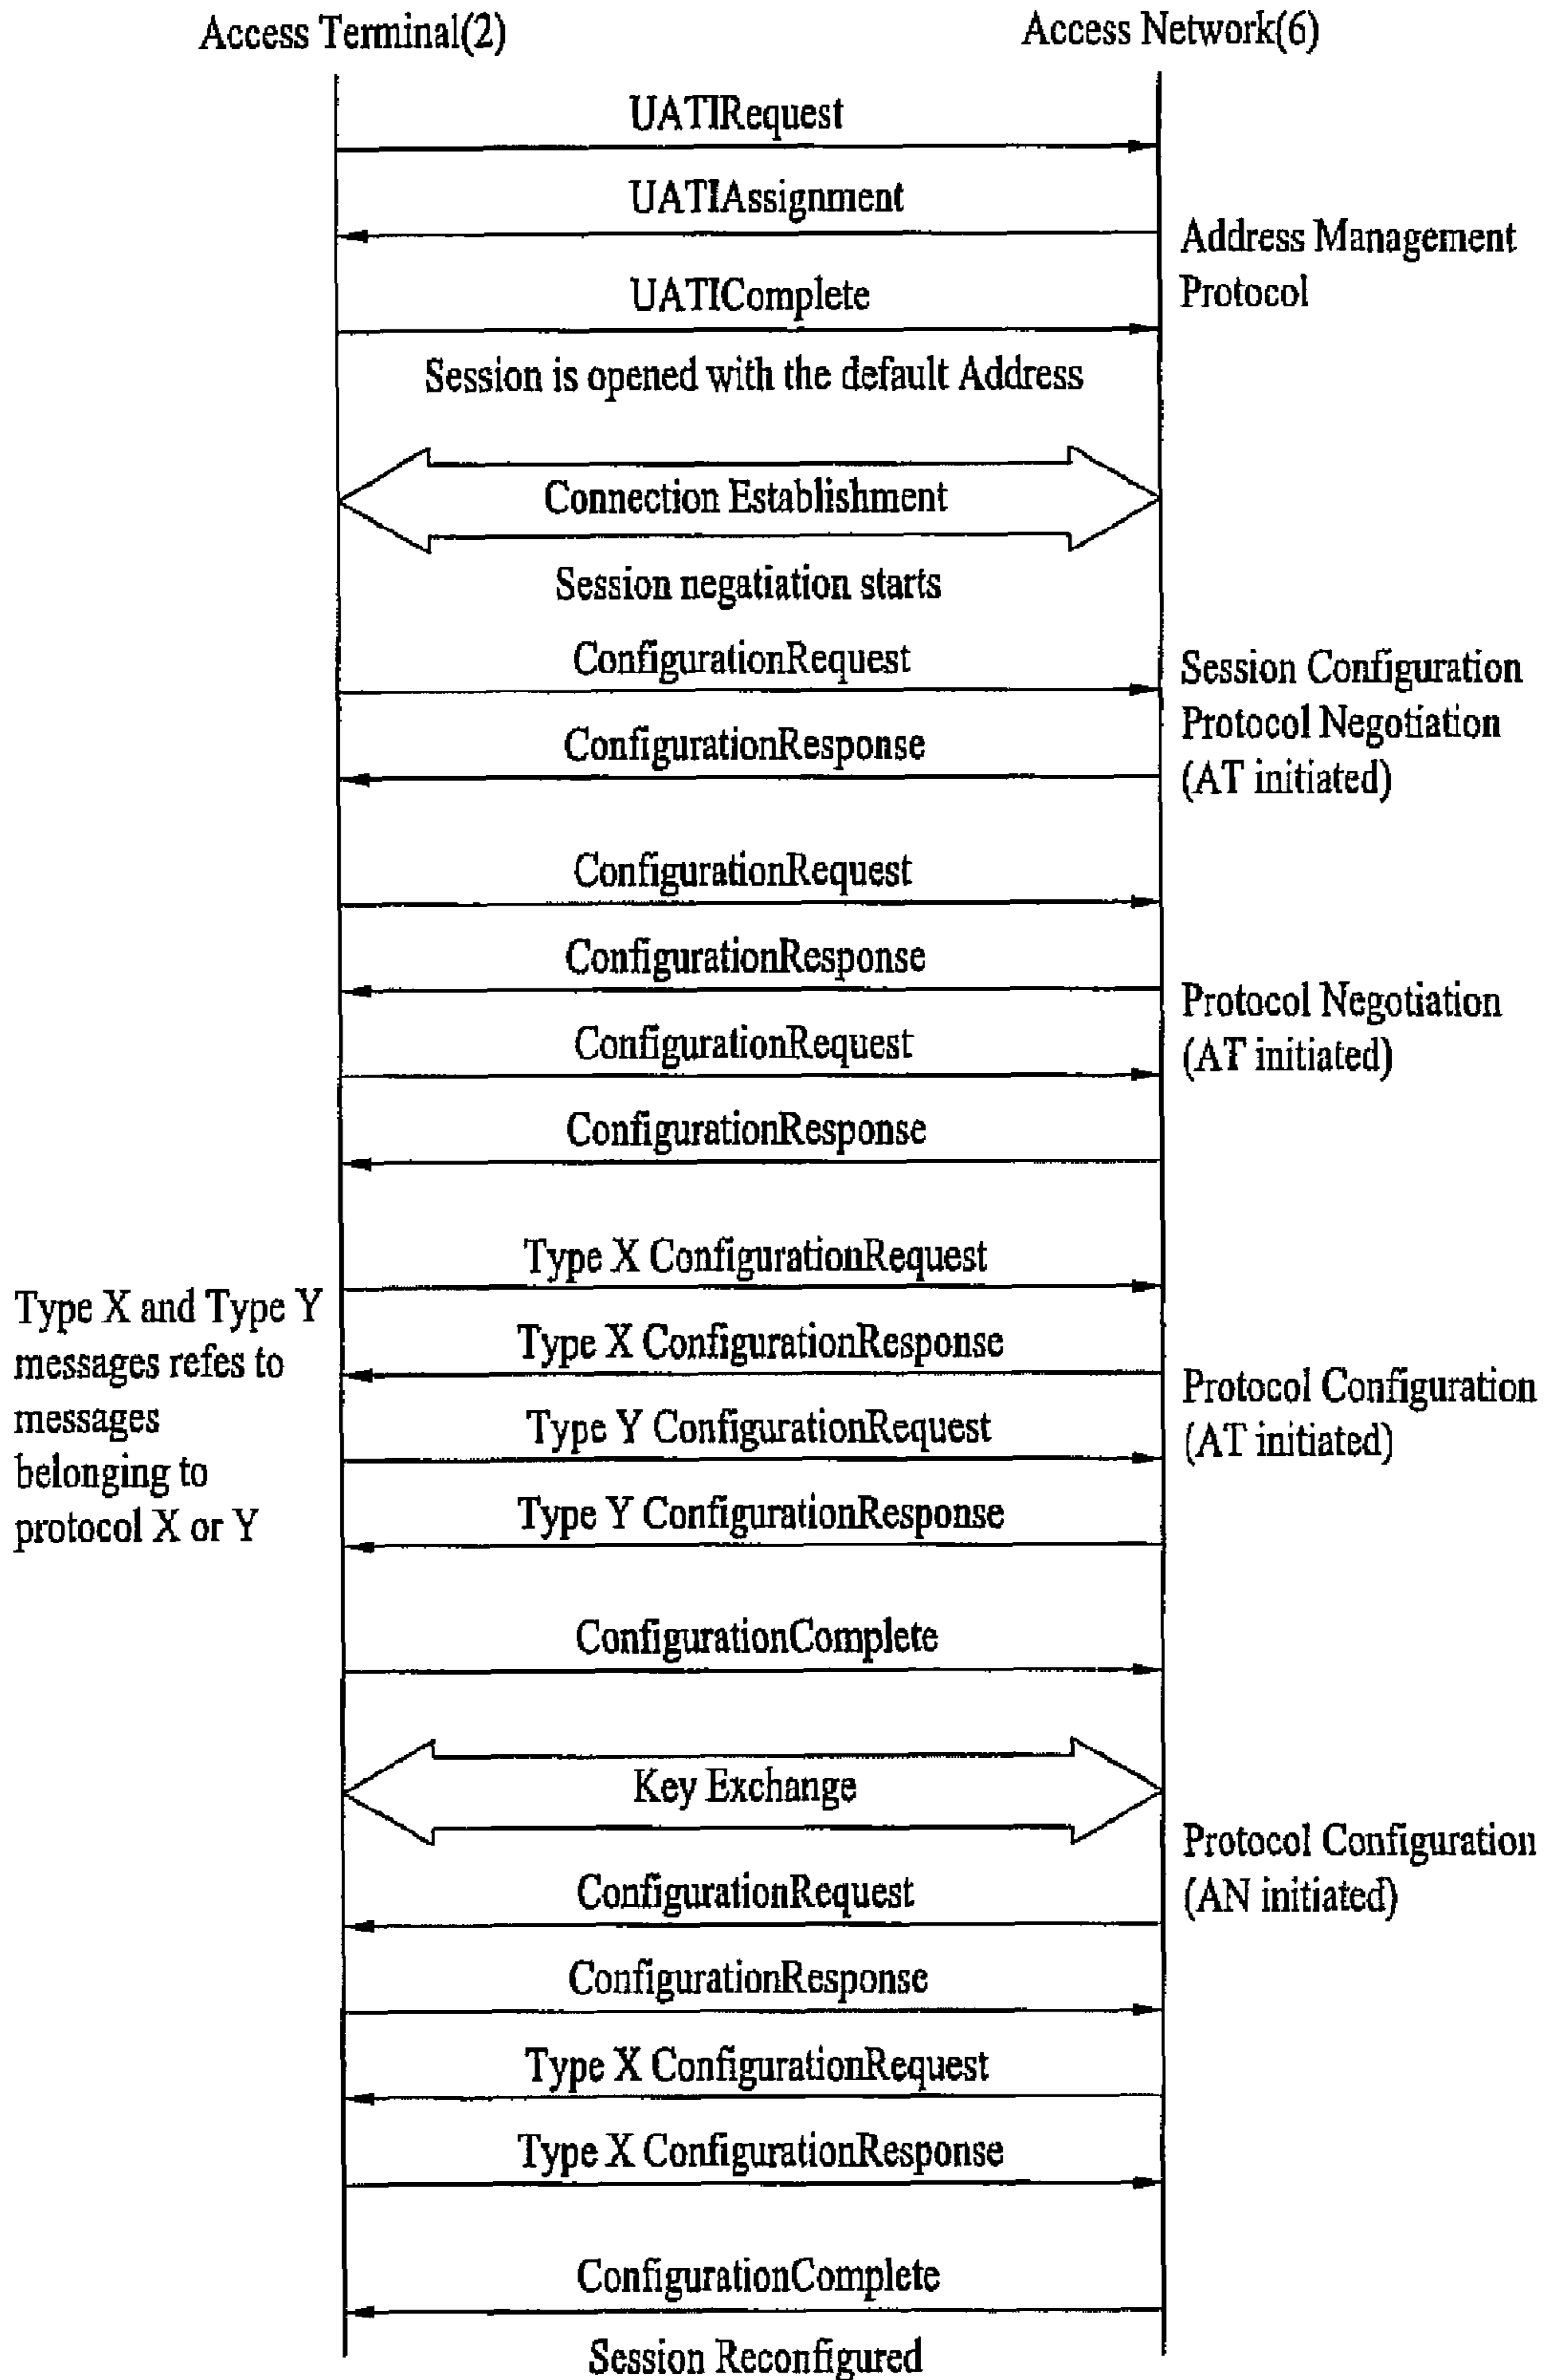 Access Terminal(2)
Access Network(6)
UATIRequest
UATIAssignment
Address Management
Protocol
UATIComplete
Session is opened with the default Address
Connection Establishment
Session negatiation starts
ConfigurationRequest
Session Configuration
Protocol Negotiation
(AT initiated)
ConfigurationResponse
ConfigurationRequest
ConfigurationResponse
Protocol Negotiation
(AT initiated)
ConfigurationRequest
ConfigurationResponse
Type X ConfigurationRequest
Type X and Type Y
messages refes to
messages
belonging to
protocol X or Y
Type X ConfigurationResponse
Protocol Configuration
(AT initiated)
Type Y ConfigurationRequest
Type Y ConfigurationResponse
ConfigurationComplete
Key Exchange
Protocol Configuration
(AN initiated)
ConfigurationRequest
ConfigurationResponse
Type X ConfigurationRequest
Type X ConfigurationResponse
ConfigurationComplete
Session Reconfigured